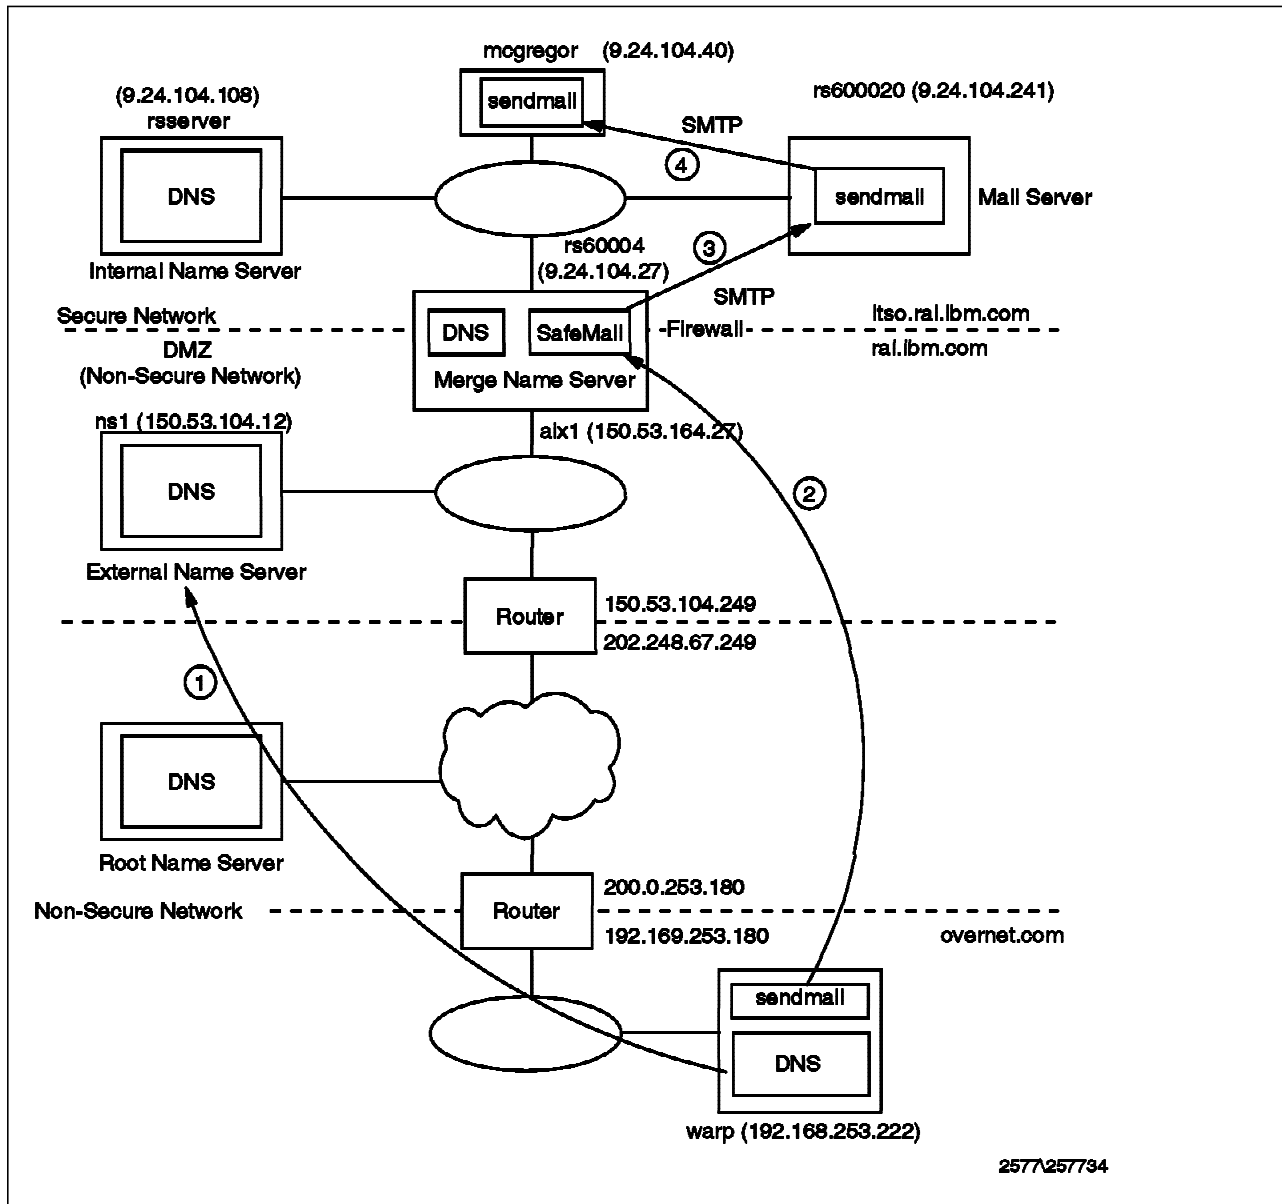 mcgregor (9.24.104.40)
sendmail
(9.24.104.108)
rsserver
DNS
Internal Name Server
rs600020 (9.24.104.241)
SMTP
4
sendmail
Mail Server
rs60004
(9.24.104.27)
3
SMTP
Secure Network
DNS
SafeMail
Merge Name Server
Firewall
itso.ral.ibm.com
ral.ibm.com
DMZ
(Non-Secure Network)
ns1 (150.53.104.12)
DNS
External Name Server
aix1 (150.53.164.27)
2
Router
150.53.104.249
202.248.67.249
1
DNS
Root Name Server
Non-Secure Network
Router
200.0.253.180
192.169.253.180
overnet.com
sendmail
DNS
warp (192.168.253.222)
2577\257734